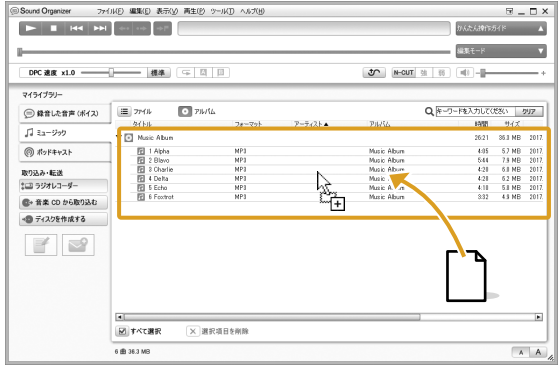 Sound Organizer ファイル(F) 編集(E) 表示(V) 再生(P) ツール(T) ヘルプ(H)
かんたん操作ガイド
編集モード
DPC 速度 x1.0 標準 N-CUT 強 弱
マイライブラリー
録音した音声 (ボイス)
ミュージック
ポッドキャスト
取り込み・転送
ラジオレコーダー
音楽 CD から取り込む
ディスクを作成する
ファイル アルバム キーワードを入力してください クリア
タイトル フォーマット アーティスト▲ アルバム 時間 サイズ
Music Album 26:21 36.3 MB 2017.
1 Alpha MP3 Music Album 4:05 5.7 MB 2017.
2 Blavo MP3 Music Album 5:44 7.9 MB 2017.
3 Charlie MP3 Music Album 4:28 6.8 MB 2017.
4 Delta MP3 Music 4:28 6.2 MB 2017.
5 Echo MP3 Music Album 4:18 5.8 MB 2017.
6 Foxtrot MP3 Music Album 3:32 4.9 MB 2017.
すべて選択 選択項目を削除
6 曲 36.3 MB A A